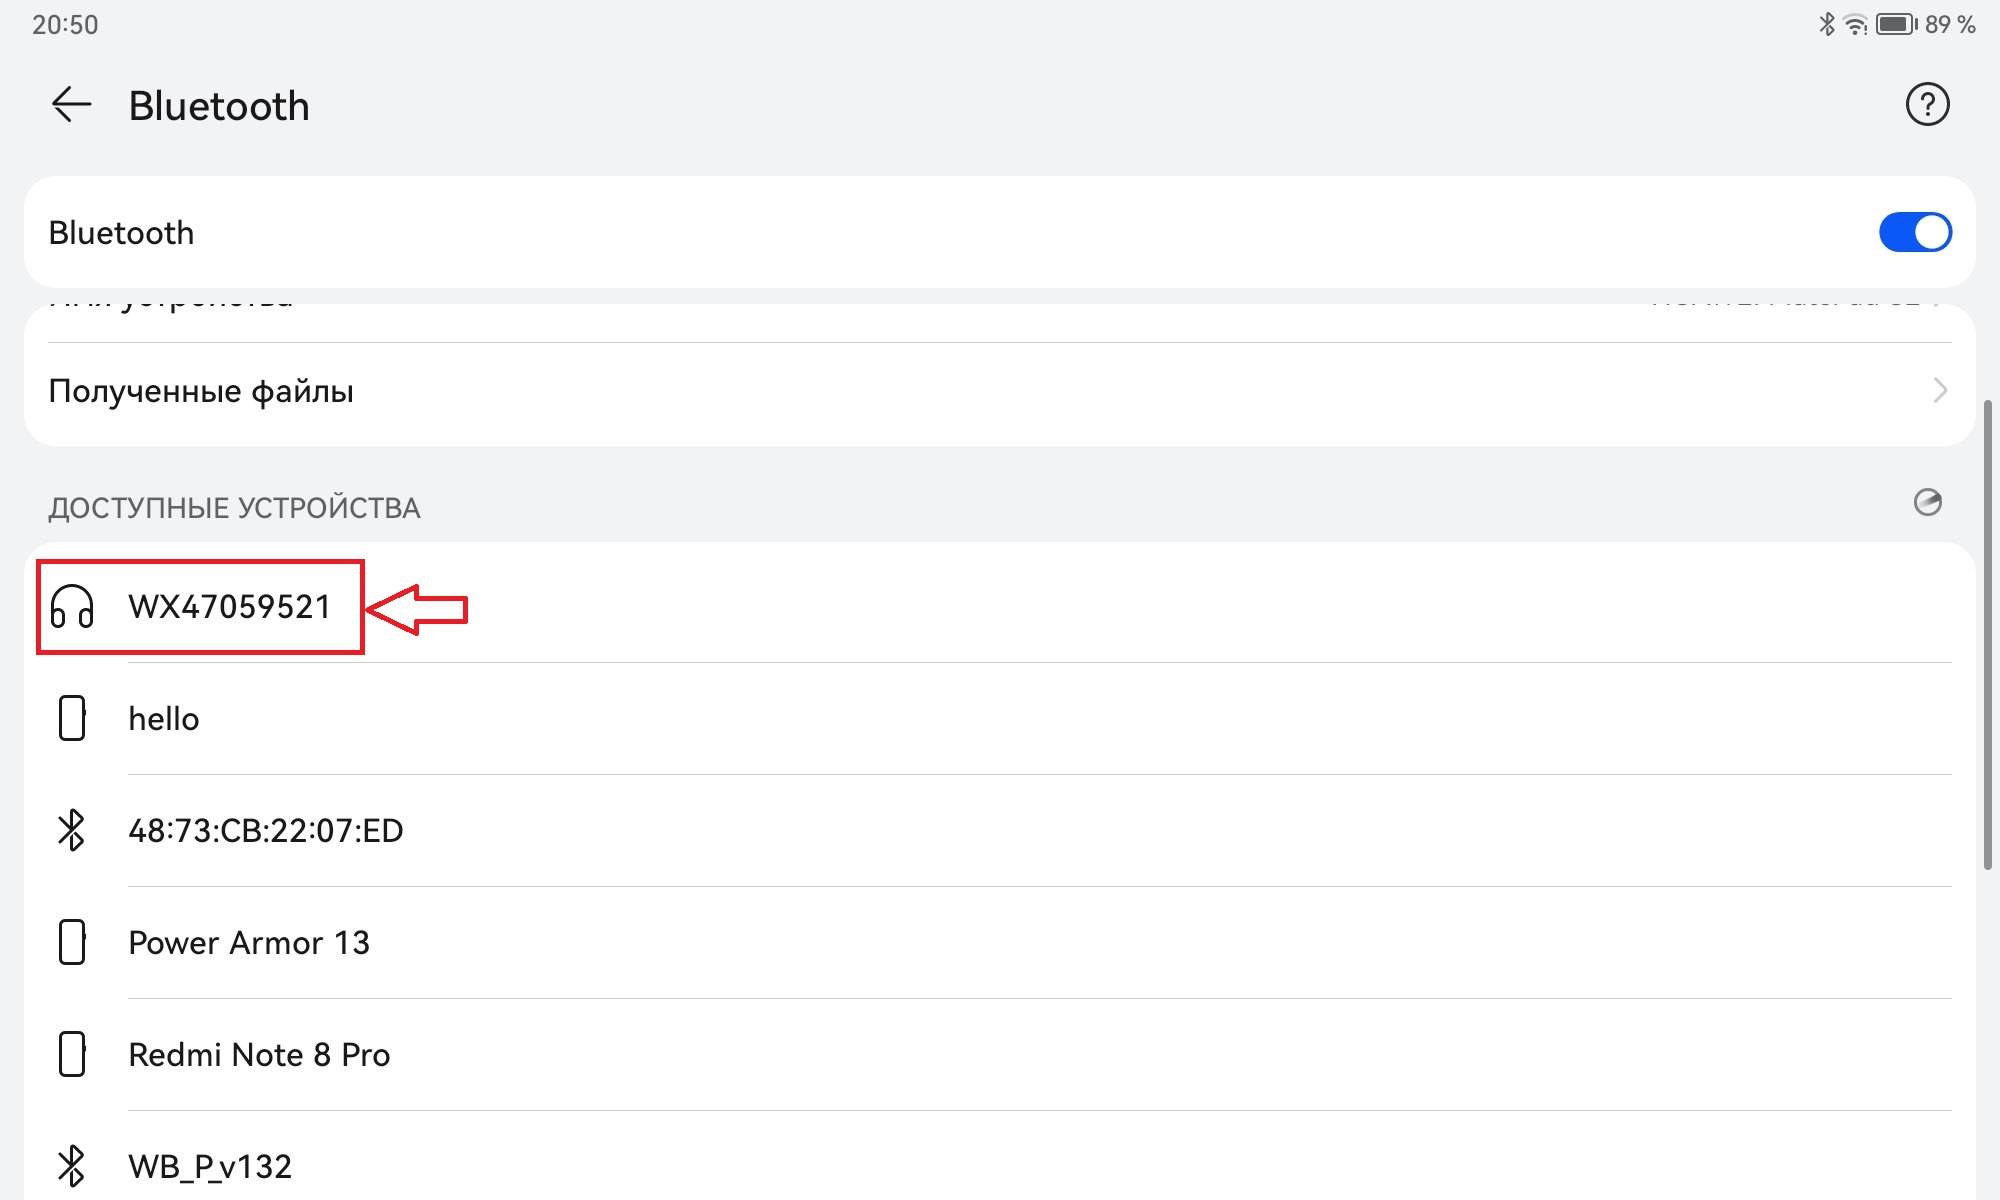 20:50
89 %
Bluetooth
Bluetooth
Полученные файлы
ДОСТУПНЫЕ УСТРОЙСТВА
WX47059521
hello
48:73:CB:22:07:ED
Power Armor 13
Redmi Note 8 Pro
WB_P_v132